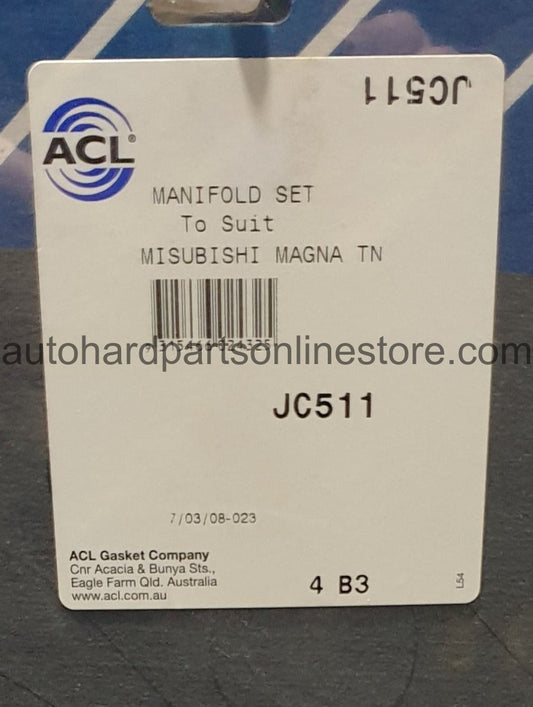 JC511
ACL®
MANIFOLD SET
To Suit
MISUBISHI MAGNA TN
autohardpartsonlinestore.com
JC511
7/03/08-023
ACL Gasket Company
Cnr Acacia & Bunya Sts.,
Eagle Farm Qld. Australia
www.acl.com.au
4 B3
L54